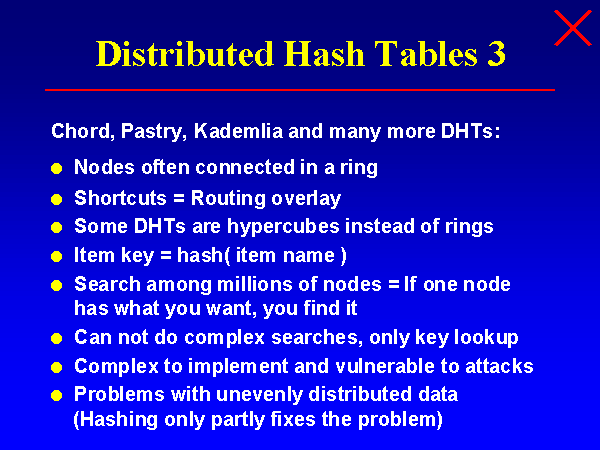 Distributed Hash Tables 3
Chord, Pastry, Kademlia and many more DHTs:
Nodes often connected in a ring
Shortcuts = Routing overlay
Some DHTs are hypercubes instead of rings
Item key = hash( item name )
Search among millions of nodes = If one node
has what you want, you find it
Can not do complex searches, only key lookup
Complex to implement and vulnerable to attacks
Problems with unevenly distributed data
(Hashing only partly fixes the problem)